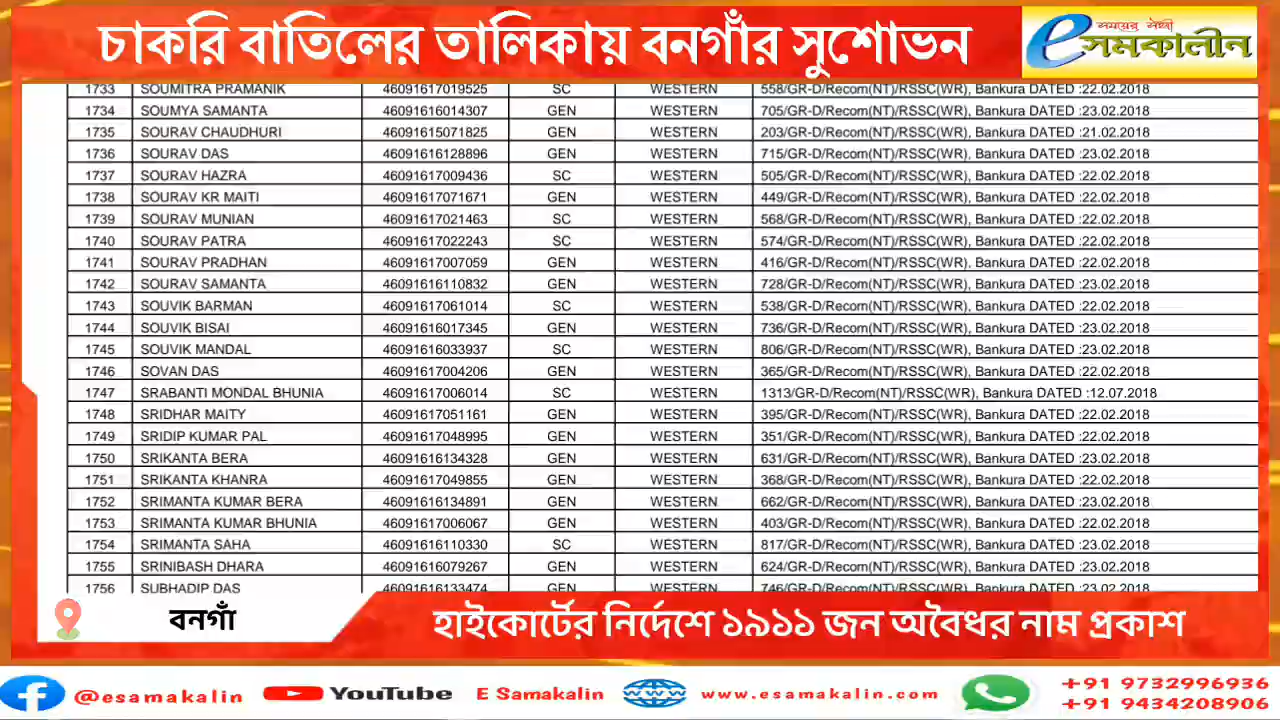 চাকরি বাতিলের তালিকায় বনগাঁর সুশোভন
সময়ের সঙ্গী
eসমকালীন
1733 SOUMITRA PRAMANIK 46091617019525 SC WESTERN 558/GR-D/Recom(NT)/RSSC(WR), Bankura DATED :22.02.2018
1734 SOUMYA SAMANTA 46091616014307 GEN WESTERN 705/GR-D/Recom(NT)/RSSC(WR), Bankura DATED :23.02.2018
1735 SOURAV CHAUDHURI 46091615071825 GEN WESTERN 203/GR-D/Recom(NT)/RSSC(WR), Bankura DATED :21.02.2018
1736 SOURAV DAS 46091616128896 GEN WESTERN 715/GR-D/Recom(NT)/RSSC(WR), Bankura DATED :23.02.2018
1737 SOURAV HAZRA 46091617009436 SC WESTERN 505/GR-D/Recom(NT)/RSSC(WR), Bankura DATED :22.02.2018
1738 SOURAV KR MAITI 46091617071671 GEN WESTERN 449/GR-D/Recom(NT)/RSSC(WR), Bankura DATED :22.02.2018
1739 SOURAV MUNIAN 46091617021463 SC WESTERN 568/GR-D/Recom(NT)/RSSC(WR), Bankura DATED :22.02.2018
1740 SOURAV PATRA 46091617022243 SC WESTERN 574/GR-D/Recom(NT)/RSSC(WR), Bankura DATED :22.02.2018
1741 SOURAV PRADHAN 46091617007059 GEN WESTERN 416/GR-D/Recom(NT)/RSSC(WR), Bankura DATED :22.02.2018
1742 SOURAV SAMANTA 46091616110832 GEN WESTERN 728/GR-D/Recom(NT)/RSSC(WR), Bankura DATED :23.02.2018
1743 SOUVIK BARMAN 46091617061014 SC WESTERN 538/GR-D/Recom(NT)/RSSC(WR), Bankura DATED :22.02.2018
1744 SOUVIK BISAI 46091616017345 GEN WESTERN 736/GR-D/Recom(NT)/RSSC(WR), Bankura DATED :23.02.2018
1745 SOUVIK MANDAL 46091616033937 SC WESTERN 806/GR-D/Recom(NT)/RSSC(WR), Bankura DATED :23.02.2018
1746 SOVAN DAS 46091617004206 GEN WESTERN 365/GR-D/Recom(NT)/RSSC(WR), Bankura DATED :22.02.2018
1747 SRABANTI MONDAL BHUNIA 46091617006014 SC WESTERN 1313/GR-D/Recom(NT)/RSSC(WR), Bankura DATED :12.07.2018
1748 SRIDHAR MAITY 46091617051161 GEN WESTERN 395/GR-D/Recom(NT)/RSSC(WR), Bankura DATED :22.02.2018
1749 SRIDIP KUMAR PAL 46091617048995 GEN WESTERN 351/GR-D/Recom(NT)/RSSC(WR), Bankura DATED :22.02.2018
1750 SRIKANTA BERA 46091616134328 GEN WESTERN 631/GR-D/Recom(NT)/RSSC(WR), Bankura DATED :23.02.2018
1751 SRIKANTA KHANRA 46091617049855 GEN WESTERN 368/GR-D/Recom(NT)/RSSC(WR), Bankura DATED :22.02.2018
1752 SRIMANTA KUMAR BERA 46091616134891 GEN WESTERN 662/GR-D/Recom(NT)/RSSC(WR), Bankura DATED :23.02.2018
1753 SRIMANTA KUMAR BHUNIA 46091617006067 GEN WESTERN 403/GR-D/Recom(NT)/RSSC(WR), Bankura DATED :22.02.2018
1754 SRIMANTA SAHA 46091616110330 SC WESTERN 817/GR-D/Recom(NT)/RSSC(WR), Bankura DATED :23.02.2018
1755 SRINIBASH DHARA 46091616079267 GEN WESTERN 624/GR-D/Recom(NT)/RSSC(WR), Bankura DATED :23.02.2018
1756 SUBHADIP DAS 46091616133474 GEN WESTERN 746/GR-D/Recom(NT)/RSSC(WR), Bankura DATED :23.02.2018
বনগাঁ
হাইকোর্টের নির্দেশে ১৯১১ জন অবৈধর নাম প্রকাশ
@esamakalin YouTube E Samakalin www.esamakalin.com +91 9732996936
+91 9434208906